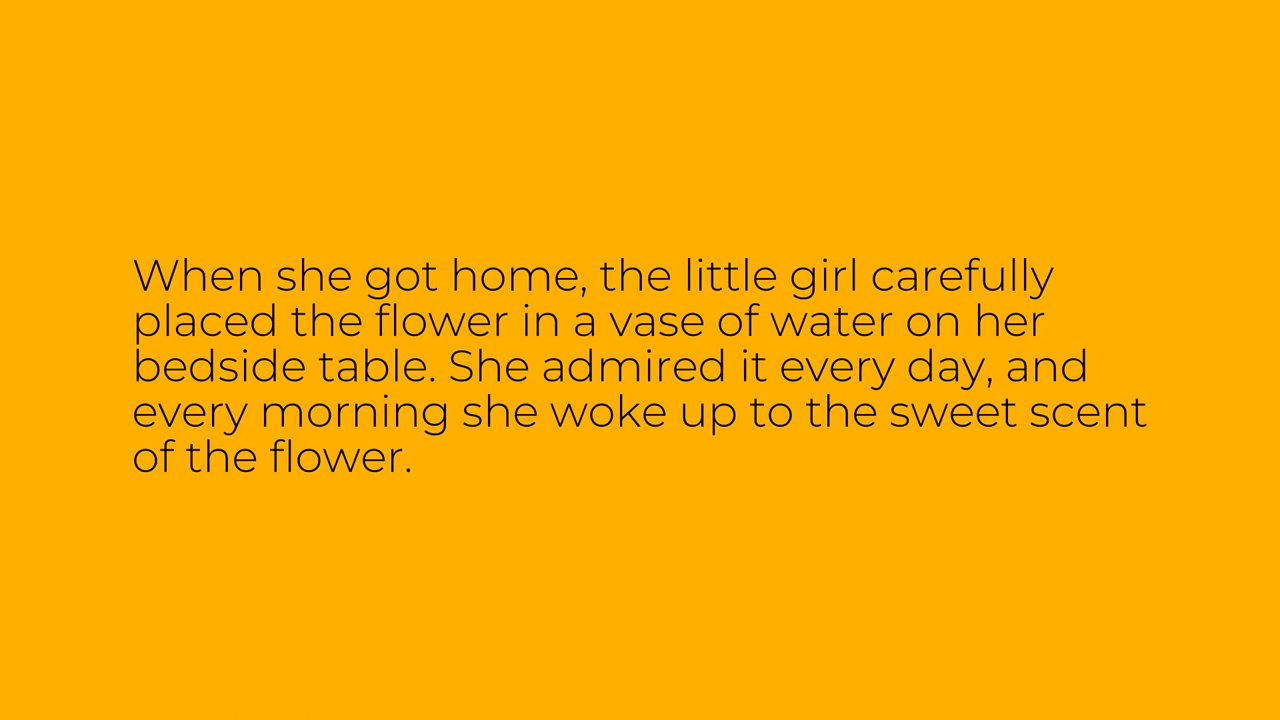 When she got home, the little girl carefully
placed the flower in a vase of water on her
bedside table. She admired it every day, and
every morning she woke up to the sweet scent
of the flower.